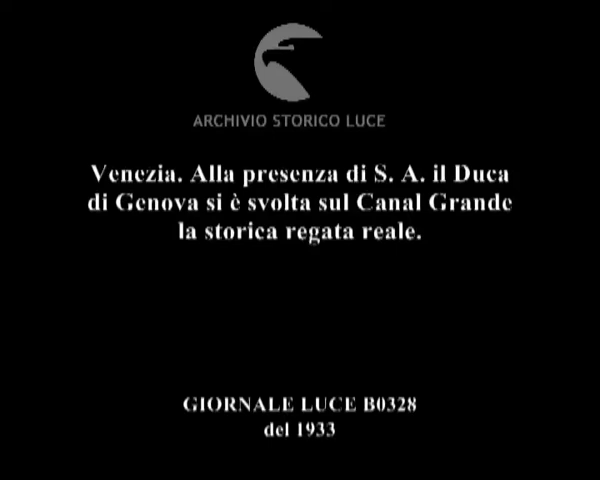 ARCHIVIO STORICO LUCE
Venezia. Alla presenza di S. A. il Duca
di Genova si è svolta sul Canal Grande
la storica regata reale.
GIORNALE LUCE B0328
del 1933